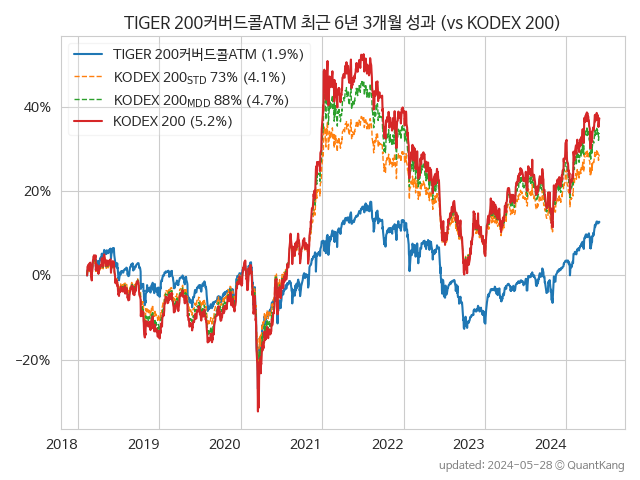 TIGER 200커버드콜ATM 최근 6년 3개월 성과 (vs KODEX 200)
TIGER 200커버드콜ATM (1.9%)
KODEX 200STD 73% (4.1%)
KODEX 200MDD 88% (4.7%)
KODEX 200 (5.2%)
40%
20%
0%
−20%
2018 2019 2020 2021 2022 2023 2024
updated: 2024-05-28 © QuantKang